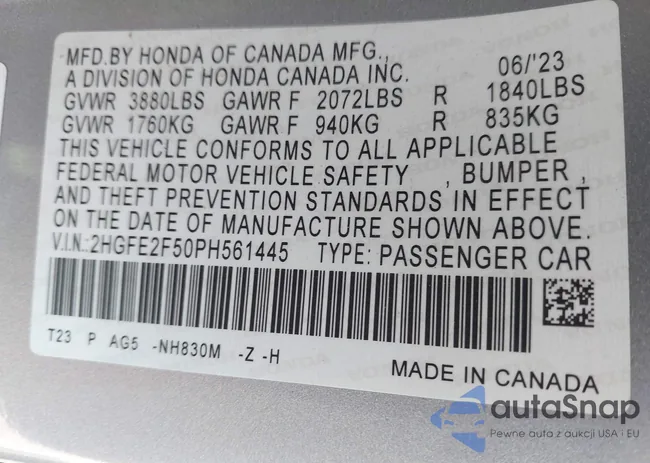 MFD.BY HONDA OF CANADA MFG.,
A DIVISION OF HONDA CANADA INC. 06/'23
GVWR 3880LBS GAWR F 2072LBS R 1840LBS
GVWR 1760KG GAWR F 940KG R 835KG
THIS VEHICLE CONFORMS TO ALL APPLICABLE
FEDERAL MOTOR VEHICLE SAFETY , BUMPER ,
AND THEFT PREVENTION STANDARDS IN EFFECT
ON THE DATE OF MANUFACTURE SHOWN ABOVE.
V.I.N.:2HGFE2F50PH561445 TYPE: PASSENGER CAR
T23 P AG5 -NH830M -Z -H
MADE IN CANADA
autaSnap
Pewne auta z aukcji USA i EU